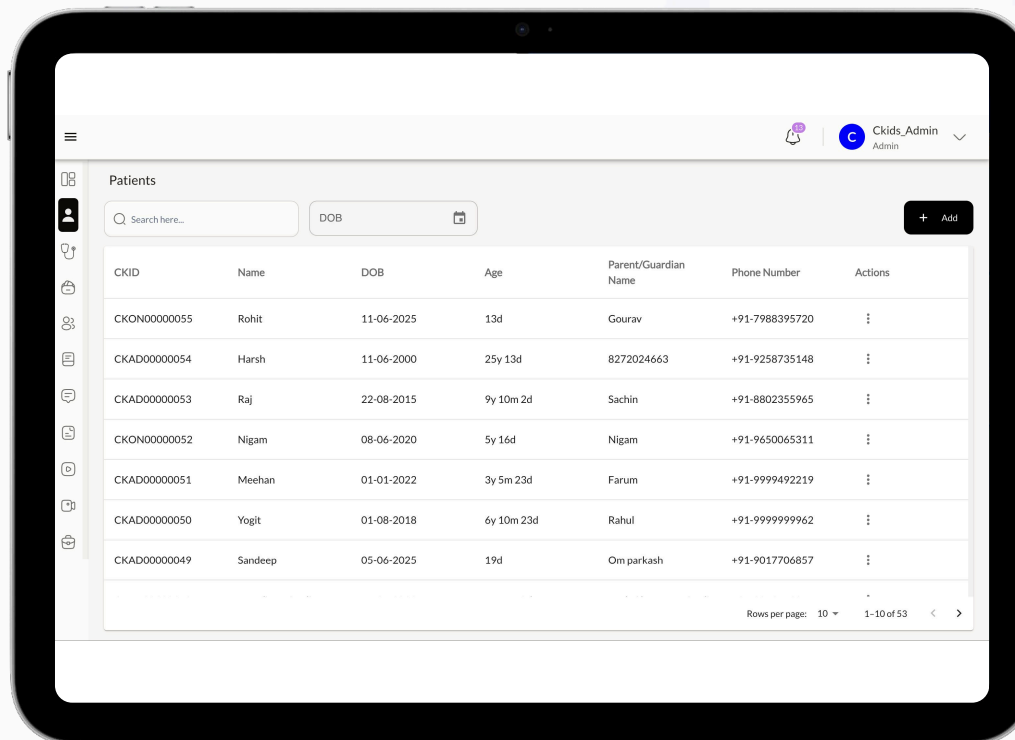 13
C
Ckids_Admin
Admin
Patients
Search here...
DOB
+ Add
CKID Name DOB Age Parent/Guardian Name Phone Number Actions
CKON00000055 Rohit 11-06-2025 13d Gourav +91-7988395720
CKAD00000054 Harsh 11-06-2000 25y 13d 8272024663 +91-9258735148
CKAD00000053 Raj 22-08-2015 9y 10m 2d Sachin +91-8802355965
CKON00000052 Nigam 08-06-2020 5y 16d Nigam +91-9650065311
CKAD00000051 Meehan 01-01-2022 3y 5m 23d Farum +91-9999492219
CKAD00000050 Yogit 01-08-2018 6y 10m 23d Rahul +91-9999999962
CKAD00000049 Sandeep 05-06-2025 19d Om parkash +91-9017706857
Rows per page: 10 1–10 of 53